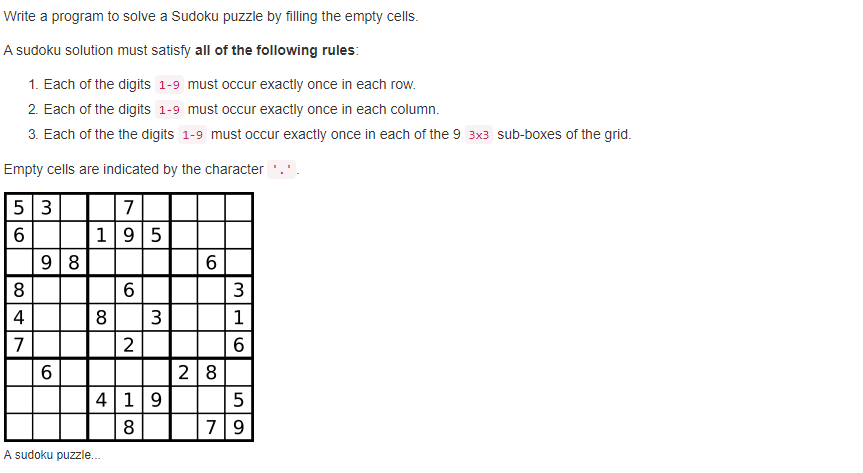 Write a program to solve a Sudoku puzzle by filling the empty cells.
A sudoku solution must satisfy all of the following rules:
1. Each of the digits 1-9 must occur exactly once in each row.
2. Each of the digits 1-9 must occur exactly once in each column.
3. Each of the the digits 1-9 must occur exactly once in each of the 9 3x3 sub-boxes of the grid.
Empty cells are indicated by the character '.'.
5 3 7
6 1 9 5
9 8 6
8 6 3
4 8 3 1
7 2 6
6 2 8
4 1 9 5
8 7 9
A sudoku puzzle...